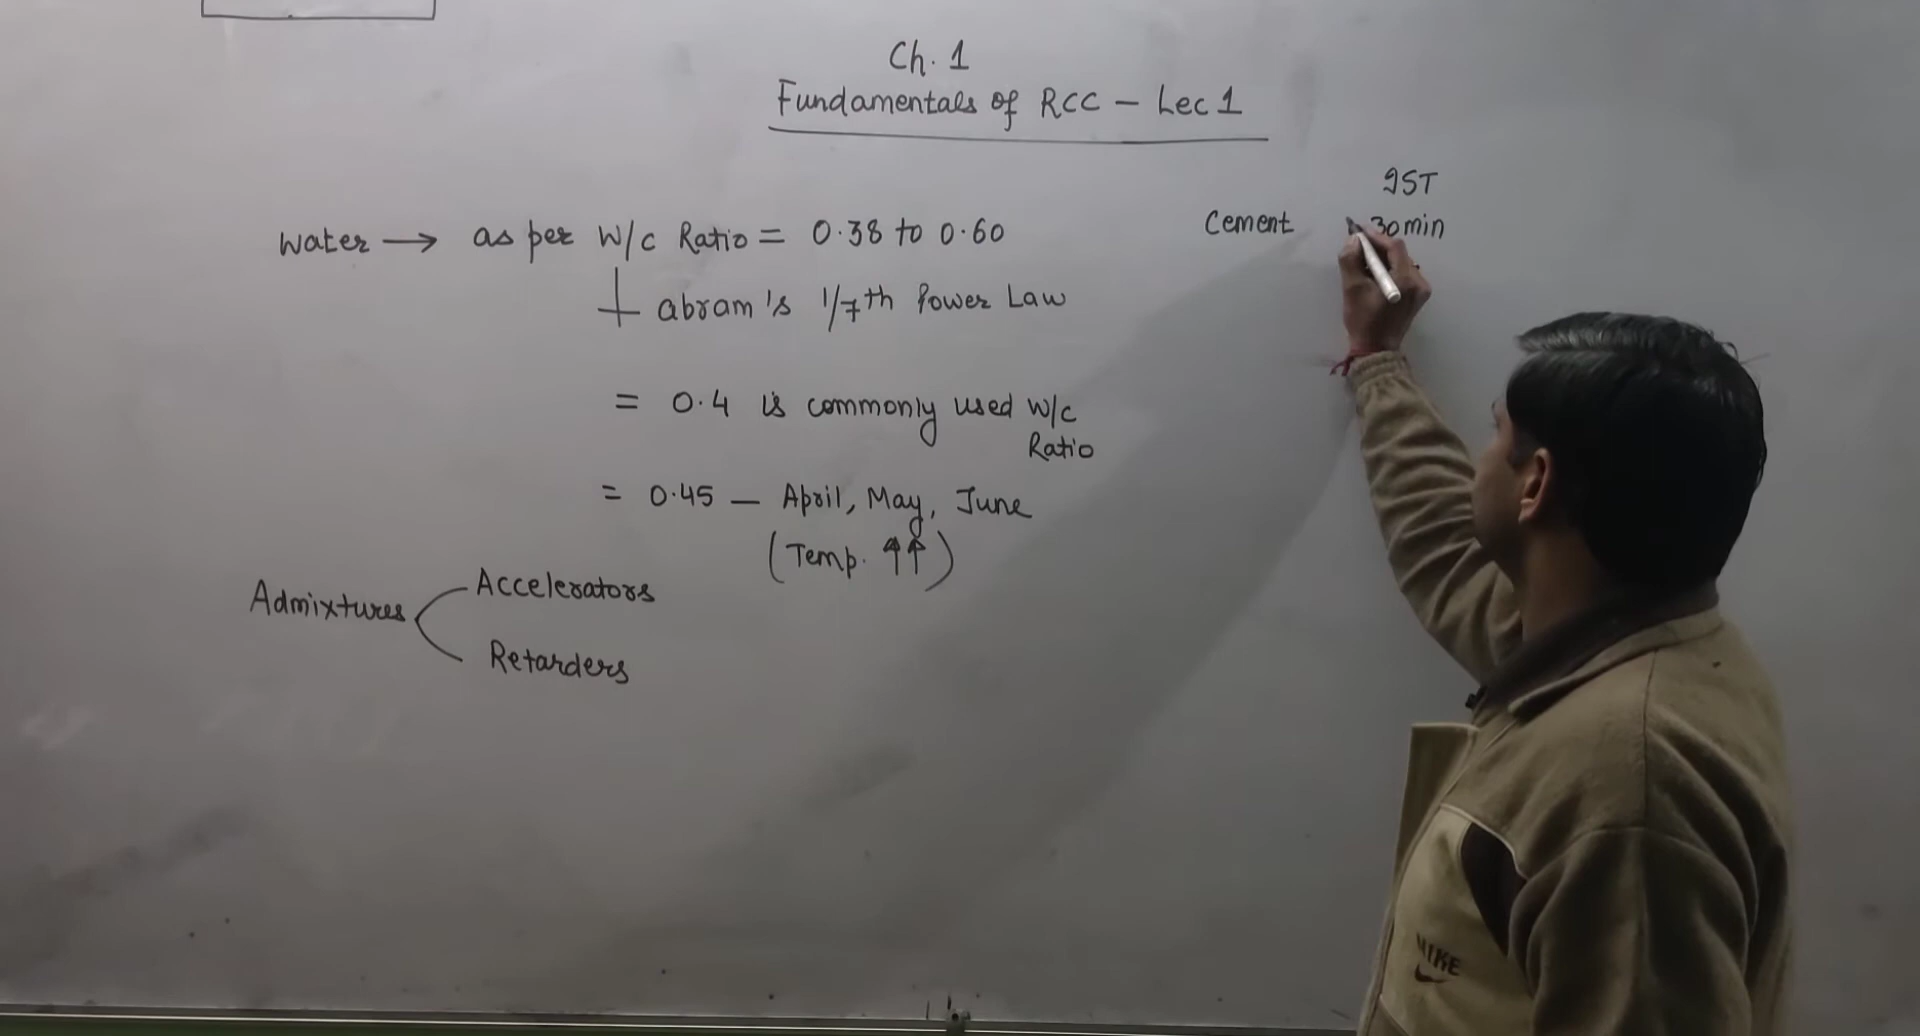 Ch. 1
Fundamentals of RCC - Lec 1
Water → as per W/C Ratio = 0.38 to 0.60
abram's 1/7th Power Law
= 0.4 is commonly used W/C
Ratio
= 0.45 - April, May, June
(Temp. ↑↑)
Admixtures
Accelerators
Retarders
IST
Cement 30min
NIKE